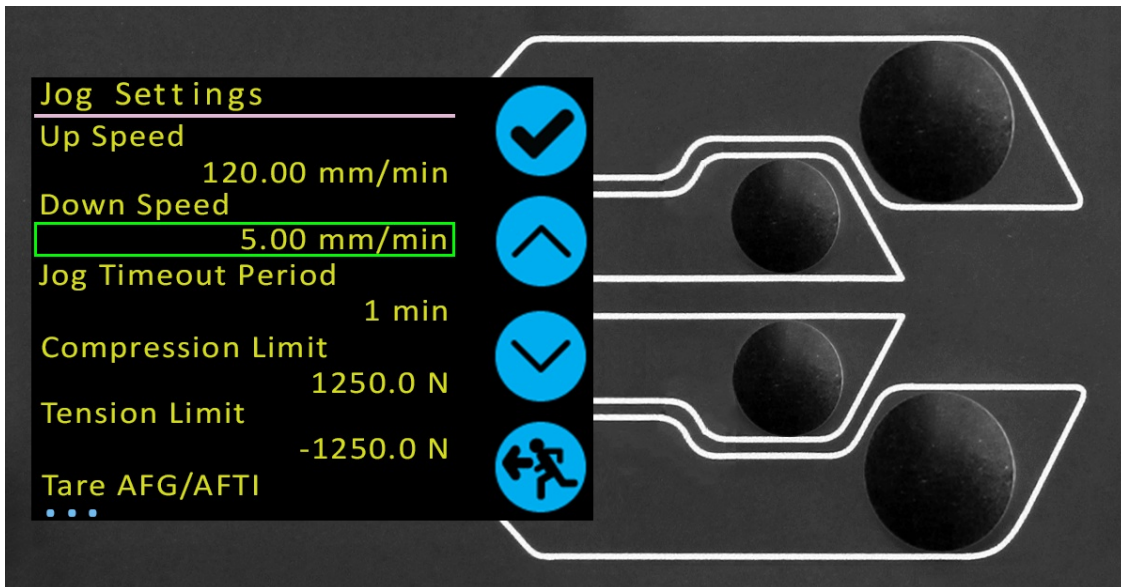 Jog Settings
Up Speed
120.00 mm/min
Down Speed
5.00 mm/min
Jog Timeout Period
1 min
Compression Limit
1250.0 N
Tension Limit
-1250.0 N
Tare AFG/AFTI